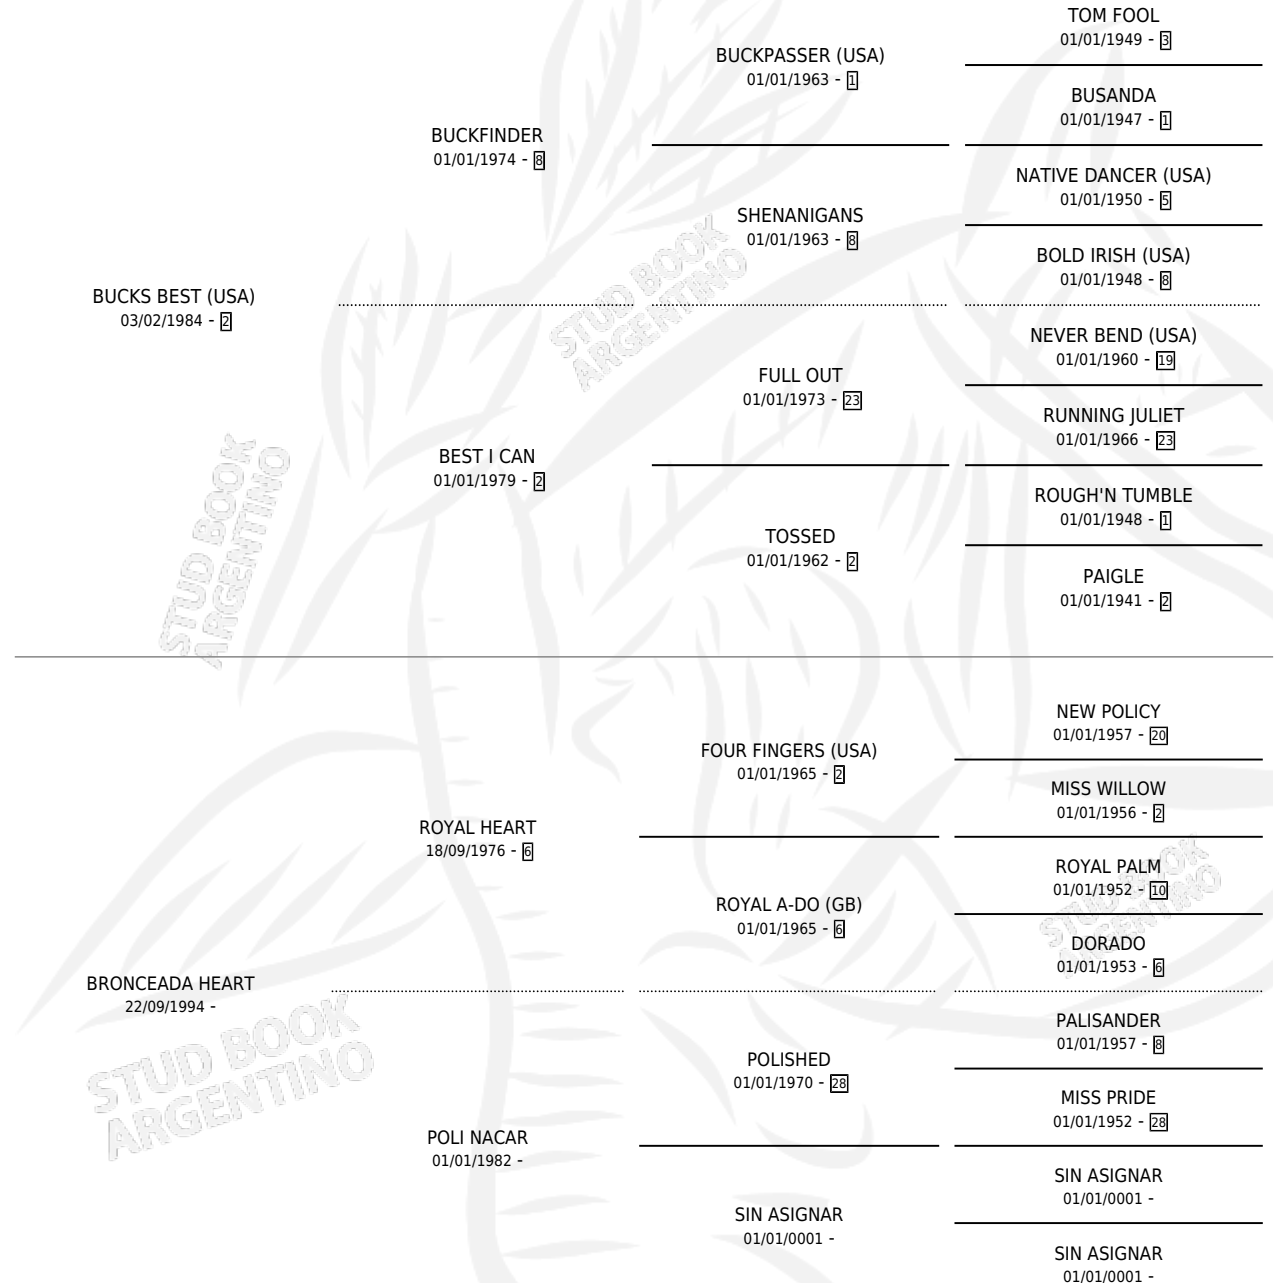 TOM FOOL
01/01/1949 - 3
BUCKPASSER (USA)
01/01/1963 - 1
BUSANDA
01/01/1947 - 1
BUCKFINDER
01/01/1974 - 8
NATIVE DANCER (USA)
01/01/1950 - 5
SHENANIGANS
01/01/1963 - 8
BOLD IRISH (USA)
01/01/1948 - 8
BUCKS BEST (USA)
03/02/1984 - 2
STUD BOOK
ARGENTINO
NEVER BEND (USA)
01/01/1960 - 19
FULL OUT
01/01/1973 - 23
RUNNING JULIET
01/01/1966 - 23
BEST I CAN
01/01/1979 - 2
ROUGH'N TUMBLE
01/01/1948 - 1
TOSSED
01/01/1962 - 2
PAIGLE
01/01/1941 - 2
STUD BOOK
ARGENTINO
NEW POLICY
01/01/1957 - 20
FOUR FINGERS (USA)
01/01/1965 - 2
MISS WILLOW
01/01/1956 - 2
ROYAL HEART
18/09/1976 - 6
ROYAL PALM
01/01/1952 - 10
ROYAL A-DO (GB)
01/01/1965 - 6
DORADO
01/01/1953 - 6
STUD BOOK
ARGENTINO
BRONCEADA HEART
22/09/1994 -
STUD BOOK
ARGENTINO
PALISANDER
01/01/1957 - 8
POLISHED
01/01/1970 - 28
MISS PRIDE
01/01/1952 - 28
POLI NACAR
01/01/1982 -
SIN ASIGNAR
01/01/0001 -
SIN ASIGNAR
01/01/0001 -
SIN ASIGNAR
01/01/0001 -